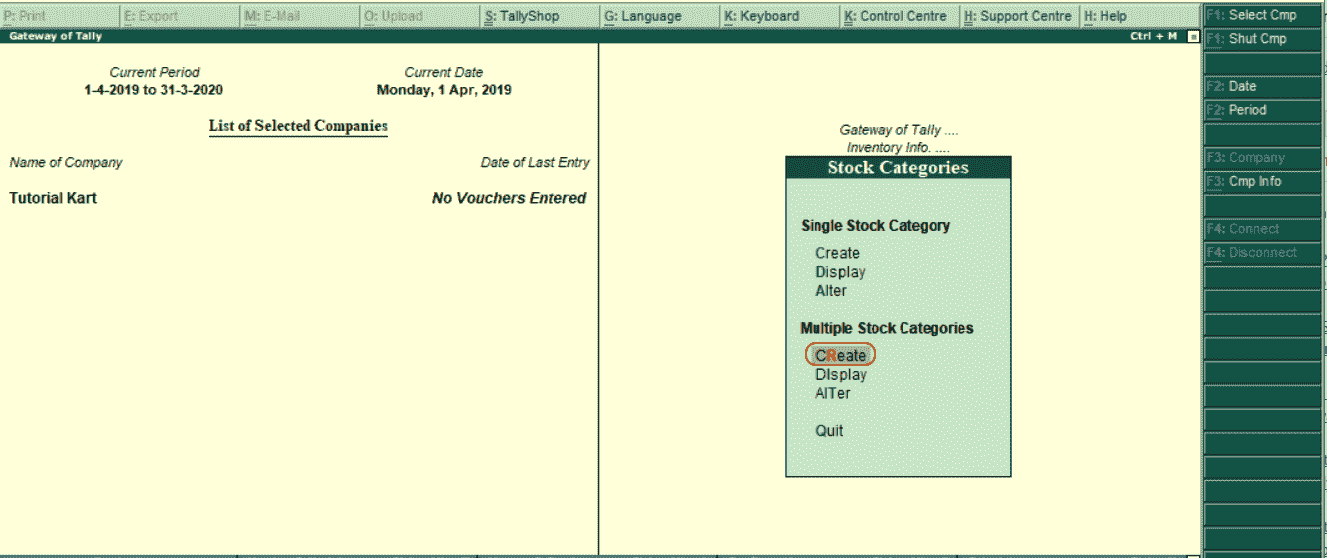 P: Print E: Export M: E-Mail O: Upload S: TallyShop G: Language K: Keyboard K: Control Centre H: Support Centre H: Help
Gateway of Tally Ctrl + M
Current Period Current Date
1-4-2019 to 31-3-2020 Monday, 1 Apr, 2019
List of Selected Companies
Name of Company Date of Last Entry
Tutorial Kart No Vouchers Entered
Gateway of Tally ....
Inventory Info. ....
Stock Categories
Single Stock Category
Create
Display
Alter
Multiple Stock Categories
CReate
DIsplay
AlTer
Quit
F1: Select Cmp
F1: Shut Cmp
F2: Date
F2: Period
F3: Company
F3: Cmp Info
F4: Connect
F4: Disconnect